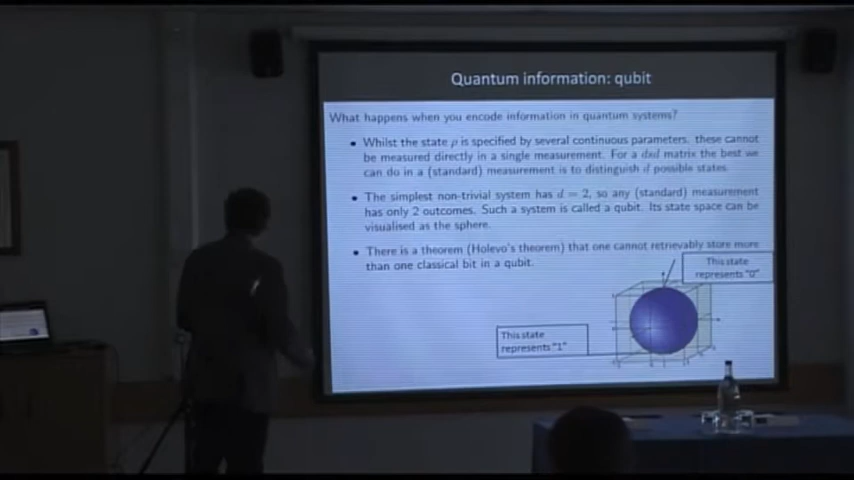 Quantum information: qubit
What happens when you encode information in quantum systems?
• Whilst the state ρ is specified by several continuous parameters, these cannot
be measured directly in a single measurement. For a dxd matrix the best we
can do in a (standard) measurement is to distinguish d possible states.
• The simplest non-trivial system has d = 2, so any (standard) measurement
has only 2 outcomes. Such a system is called a qubit. Its state space can be
visualised as the sphere.
• There is a theorem (Holevo's theorem) that one cannot retrievably store more
than one classical bit in a qubit.
This state
represents "0"
This state
represents "1"